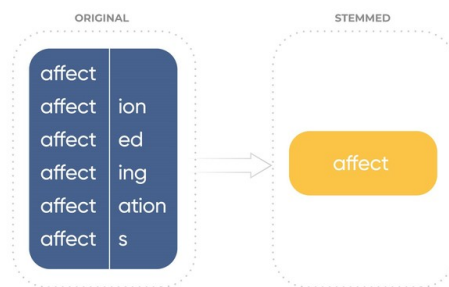 ORIGINAL
STEMMED
affect
affect ion
affect ed
affect ing
affect ation
affect s
affect